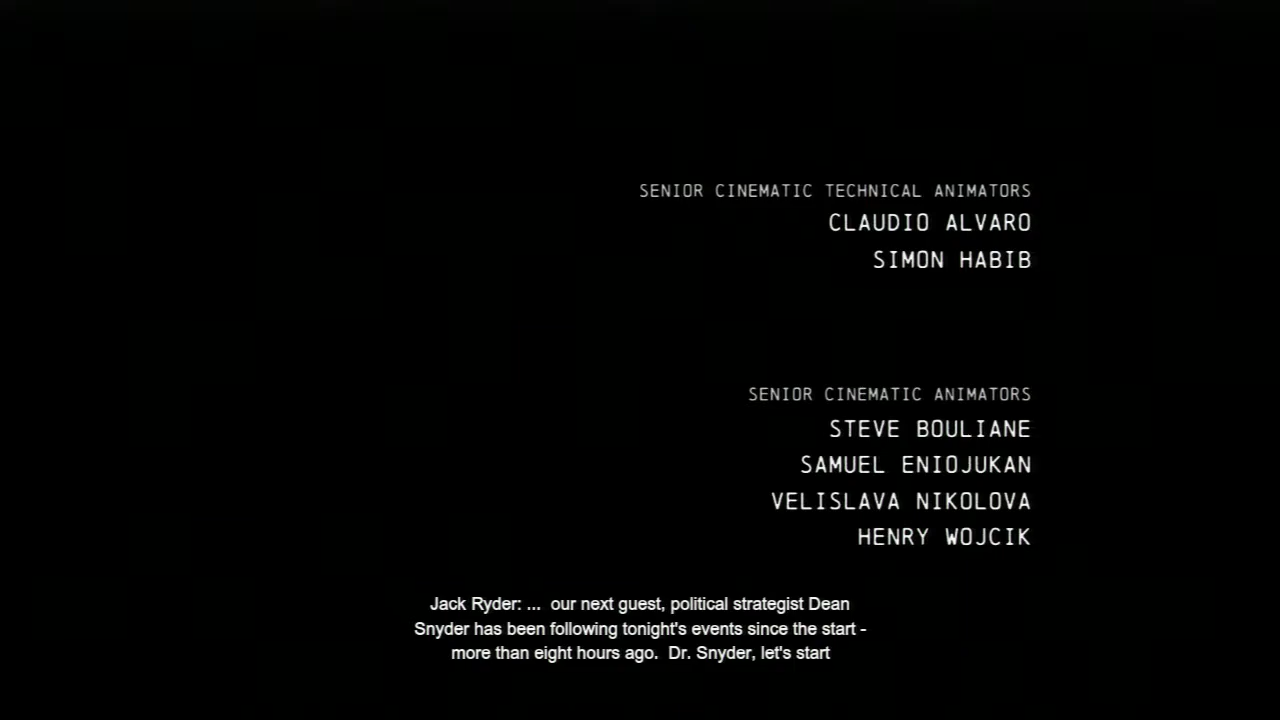 SENIOR CINEMATIC TECHNICAL ANIMATORS
CLAUDIO ALVARO
SIMON HABIB
SENIOR CINEMATIC ANIMATORS
STEVE BOULIANE
SAMUEL ENIOJUKAN
VELISLAVA NIKOLOVA
HENRY WOJCIK
Jack Ryder: ...  our next guest, political strategist Dean
Snyder has been following tonight's events since the start -
more than eight hours ago.  Dr. Snyder, let's start